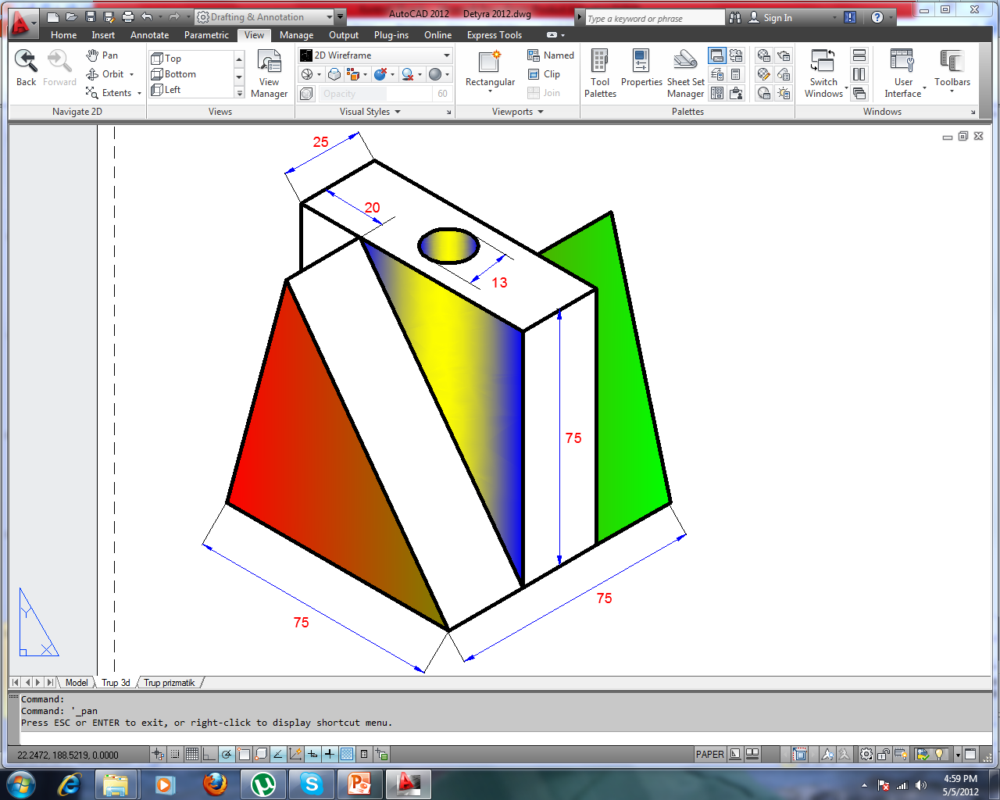 Drafting & Annotation
AutoCAD 2012 Detyra 2012.dwg
Type a keyword or phrase
Sign In
Home Insert Annotate Parametric View Manage Output Plug-ins Online Express Tools
Back
Forward
Pan
Orbit
Extents
Navigate 2D
Top
Bottom
Left
View
Manager
Views
2D Wireframe
Opacity 60
Visual Styles
Rectangular
Named
Clip
Join
Viewports
Tool
Palettes
Properties
Sheet Set
Manager
Palettes
Switch
Windows
User
Interface
Toolbars
Windows
25
20
13
75
75
75
Y
X
Model Trup 3d Trup prizmatik
Command:
Command: '_pan
Press ESC or ENTER to exit, or right-click to display shortcut menu.
22.2472, 188.5219, 0.0000
PAPER
4:59 PM
5/5/2012